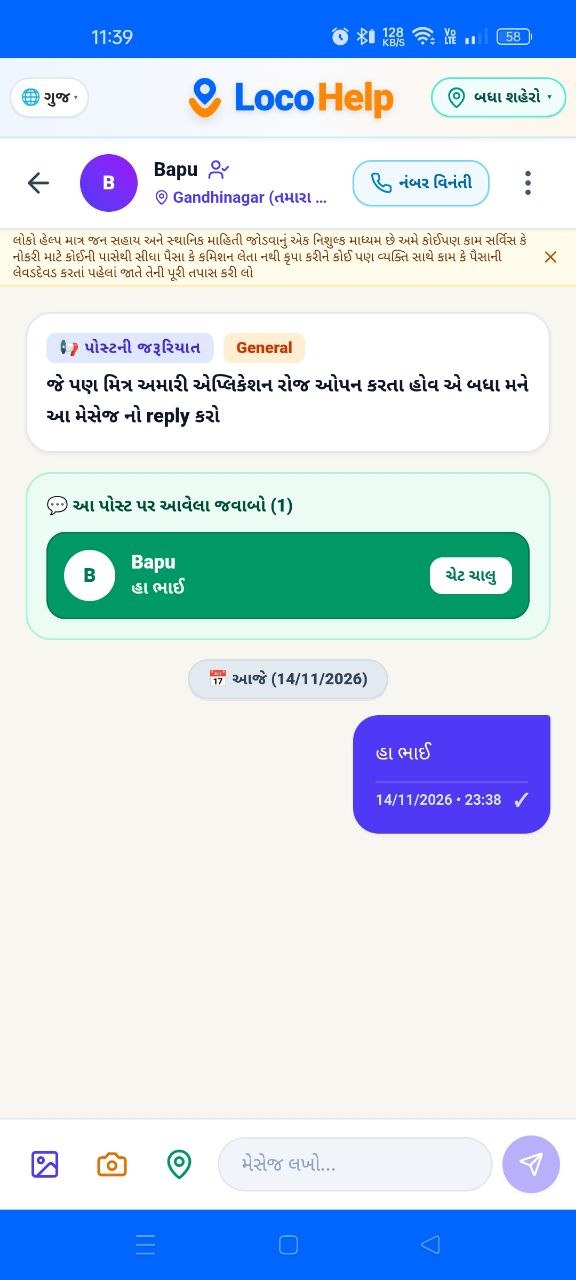 11:39
128
KB/S
Vo
LTE
58
ગુજ
LocoHelp
બધા શહેરો
B
Bapu
Gandhinagar (તમારા ...
નંબર વિનંતી
લોકો હેલ્પ માત્ર જન સહાય અને સ્થાનિક માહિતી જોડવાનું એક નિશુલ્ક માધ્યમ છે અમે કોઈપણ કામ સર્વિસ કે
નોકરી માટે કોઈની પાસેથી સીધા પૈસા કે કમિશન લેતા નથી કૃપા કરીને કોઈ પણ વ્યક્તિ સાથે કામ કે પૈસાની
લેવડદેવડ કરતાં પહેલાં જાતે તેની પૂરી તપાસ કરી લો
પોસ્ટની જરૂરિયાત
General
જે પણ મિત્ર અમારી એપ્લિકેશન રોજ ઓપન કરતા હોવ એ બધા મને
આ મેસેજ નો reply કરો
આ પોસ્ટ પર આવેલા જવાબો (1)
B
Bapu
હા ભાઈ
ચેટ ચાલુ
આજે (14/11/2026)
હા ભાઈ
14/11/2026 • 23:38
મેસેજ લખો...